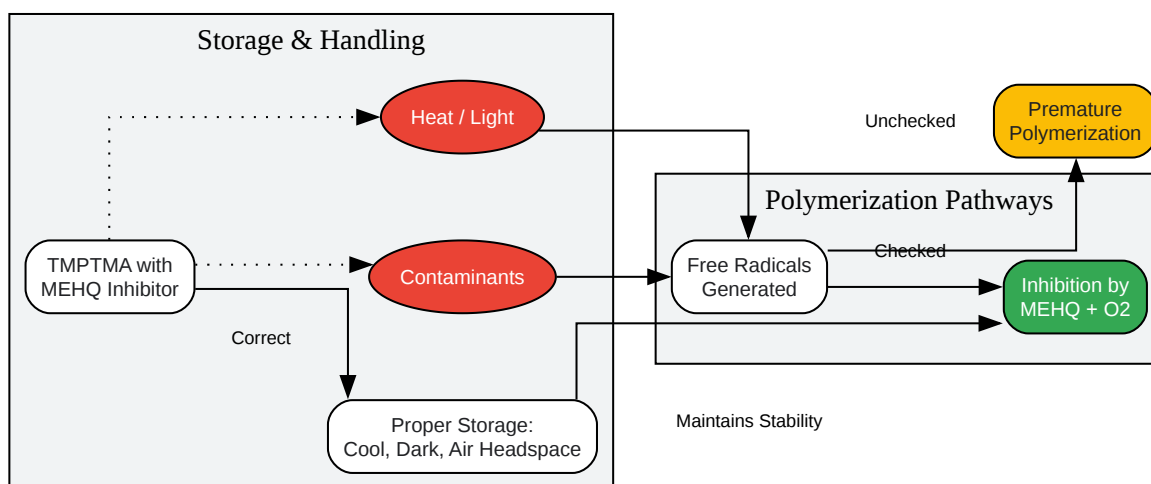 Storage & Handling
Heat / Light
Unchecked
Premature
Polymerization
Polymerization Pathways
TMPTMA with
MEHQ Inhibitor
Contaminants
Free Radicals
Generated
Checked
Inhibition by
MEHQ + O2
Correct
Proper Storage:
Cool, Dark, Air Headspace
Maintains Stability